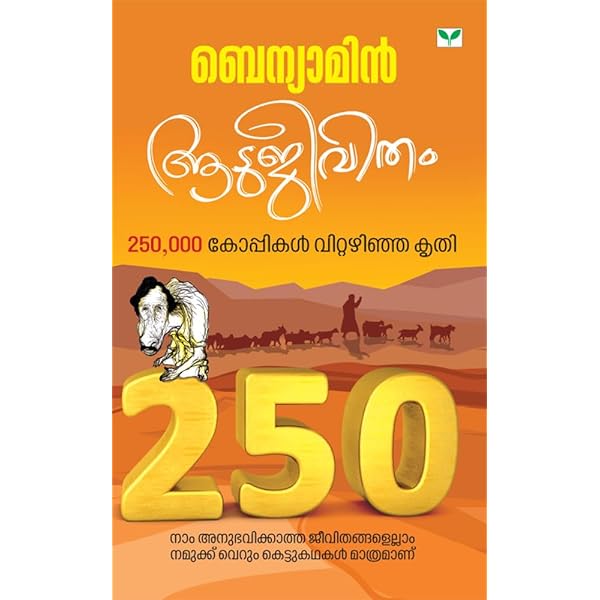 ബെന്യാമിൻ
ആടുജീവിതം
250,000 കോപ്പികൾ വിറ്റഴിഞ്ഞ കൃതി
250
നാം അനുഭവിക്കാത്ത ജീവിതങ്ങളെല്ലാം
നമുക്ക് വെറും കെട്ടുകഥകൾ മാത്രമാണ്